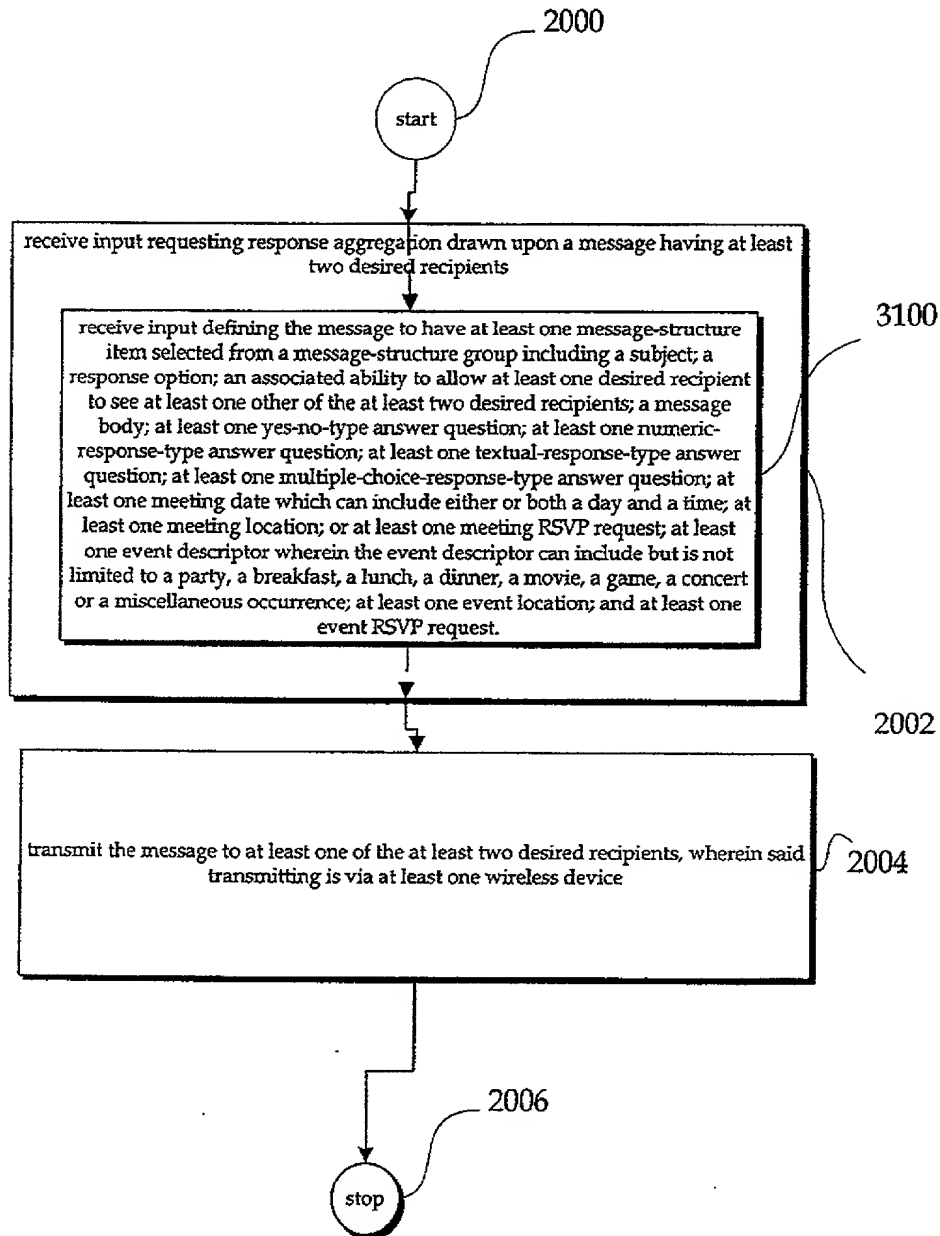 2000
start
receive input requesting response aggregation drawn upon a message having at least
two desired recipients
receive input defining the message to have at least one message-structure
item selected from a message-structure group including a subject; a
response option; an associated ability to allow at least one desired recipient
to see at least one other of the at least two desired recipients; a message
body; at least one yes-no-type answer question; at least one numeric-
response-type answer question; at least one textual-response-type answer
question; at least one multiple-choice-response-type answer question; at
least one meeting date which can include either or both a day and a time; at
least one meeting location; or at least one meeting RSVP request; at least
one event descriptor wherein the event descriptor can include but is not
limited to a party, a breakfast, a lunch, a dinner, a movie, a game, a concert
or a miscellaneous occurrence; at least one event location; and at least one
event RSVP request.
3100
2002
transmit the message to at least one of the at least two desired recipients, wherein said
transmitting is via at least one wireless device
2004
2006
stop